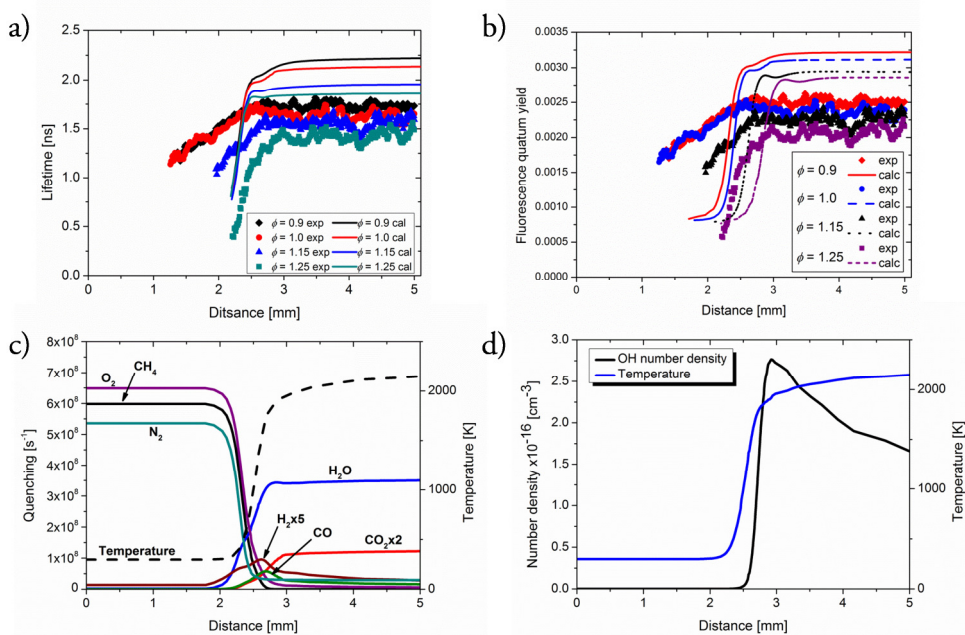 a)
Lifetime [ns]
2.5
2.0
1.5
1.0
0.5
0.0
ϕ = 0.9 exp ϕ = 0.9 cal
ϕ = 1.0 exp ϕ = 1.0 cal
ϕ = 1.15 exp ϕ = 1.15 cal
ϕ = 1.25 exp ϕ = 1.25 cal
0 1 2 3 4 5
Ditsance [mm]
b)
Fluorescence quatum yield
0.0035
0.0030
0.0025
0.0020
0.0015
0.0010
0.0005
0.0000
exp
ϕ = 0.9 calc
exp
ϕ = 1.0 calc
exp
ϕ = 1.15 calc
exp
ϕ = 1.25 calc
0 1 2 3 4 5
Distance [mm]
c)
Quenching [s⁻¹]
8x10⁸
7x10⁸
6x10⁸
5x10⁸
4x10⁸
3x10⁸
2x10⁸
1x10⁸
0
O₂
CH₄
N₂
H₂O
H₂x5
CO
CO₂x2
Temperature
2000
1000
0
Temperature [K]
0 1 2 3 4 5
Distance [mm]
d)
Number density x10⁻¹⁶ [cm⁻³]
3.0
2.5
2.0
1.5
1.0
0.5
0.0
OH number density
Temperature
2000
1000
0
Temperature [K]
0 1 2 3 4 5
Distance [mm]